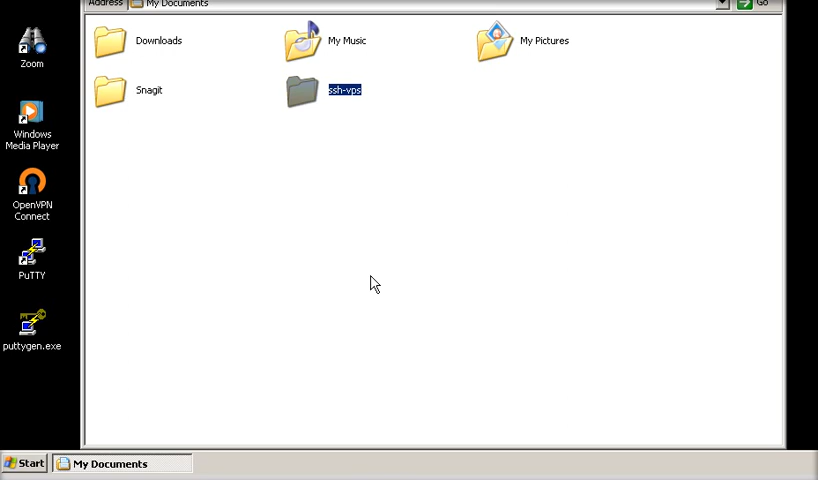 Address My Documents Go
Downloads
My Music
My Pictures
Snagit
ssh-vps
Zoom
Windows
Media Player
OpenVPN
Connect
PuTTY
puttygen.exe
Start
My Documents